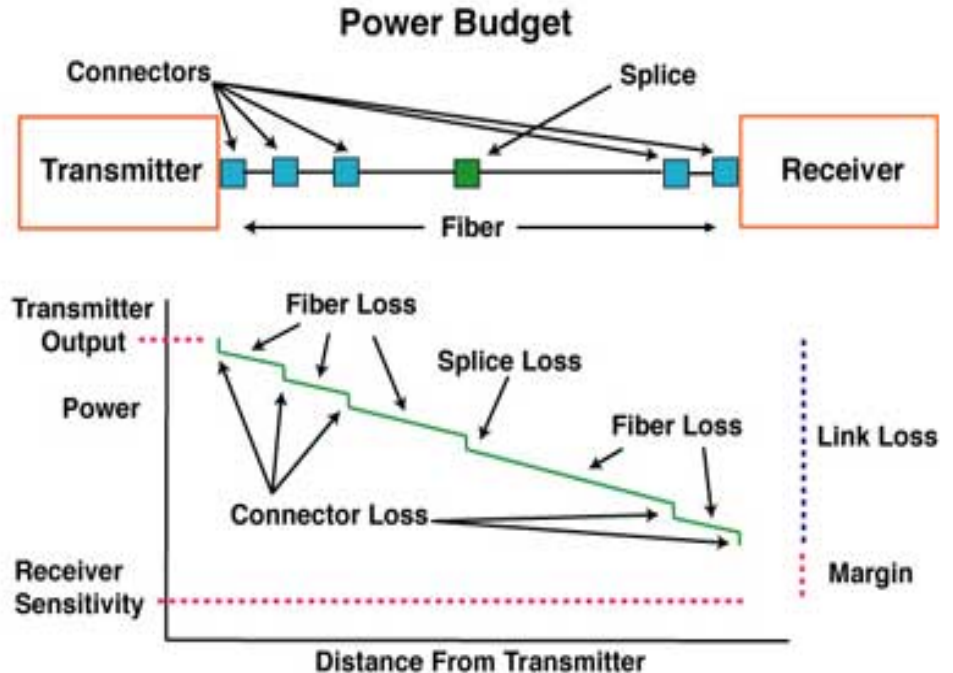 Power Budget
Connectors
Splice
Transmitter
Receiver
Fiber
Transmitter
Output
Fiber Loss
Splice Loss
Power
Fiber Loss
Link Loss
Connector Loss
Receiver
Sensitivity
Margin
Distance From Transmitter